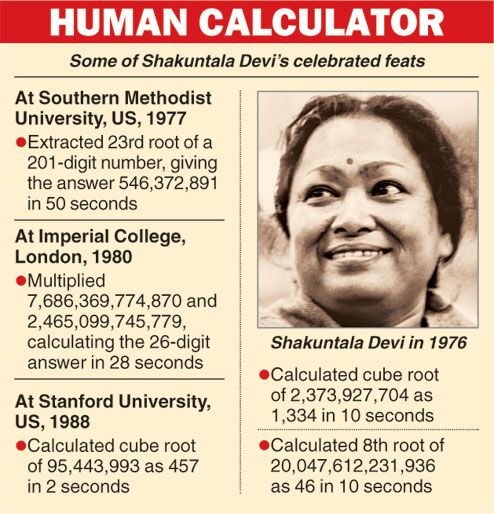 HUMAN CALCULATOR
Some of Shakuntala Devi's celebrated feats
At Southern Methodist
University, US, 1977
●Extracted 23rd root of a
201-digit number, giving
the answer 546,372,891
in 50 seconds
At Imperial College,
London, 1980
●Multiplied
7,686,369,774,870 and
2,465,099,745,779,
calculating the 26-digit
answer in 28 seconds
At Stanford University,
US, 1988
●Calculated cube root
of 95,443,993 as 457
in 2 seconds
Shakuntala Devi in 1976
●Calculated cube root
of 2,373,927,704 as
1,334 in 10 seconds
●Calculated 8th root of
20,047,612,231,936
as 46 in 10 seconds